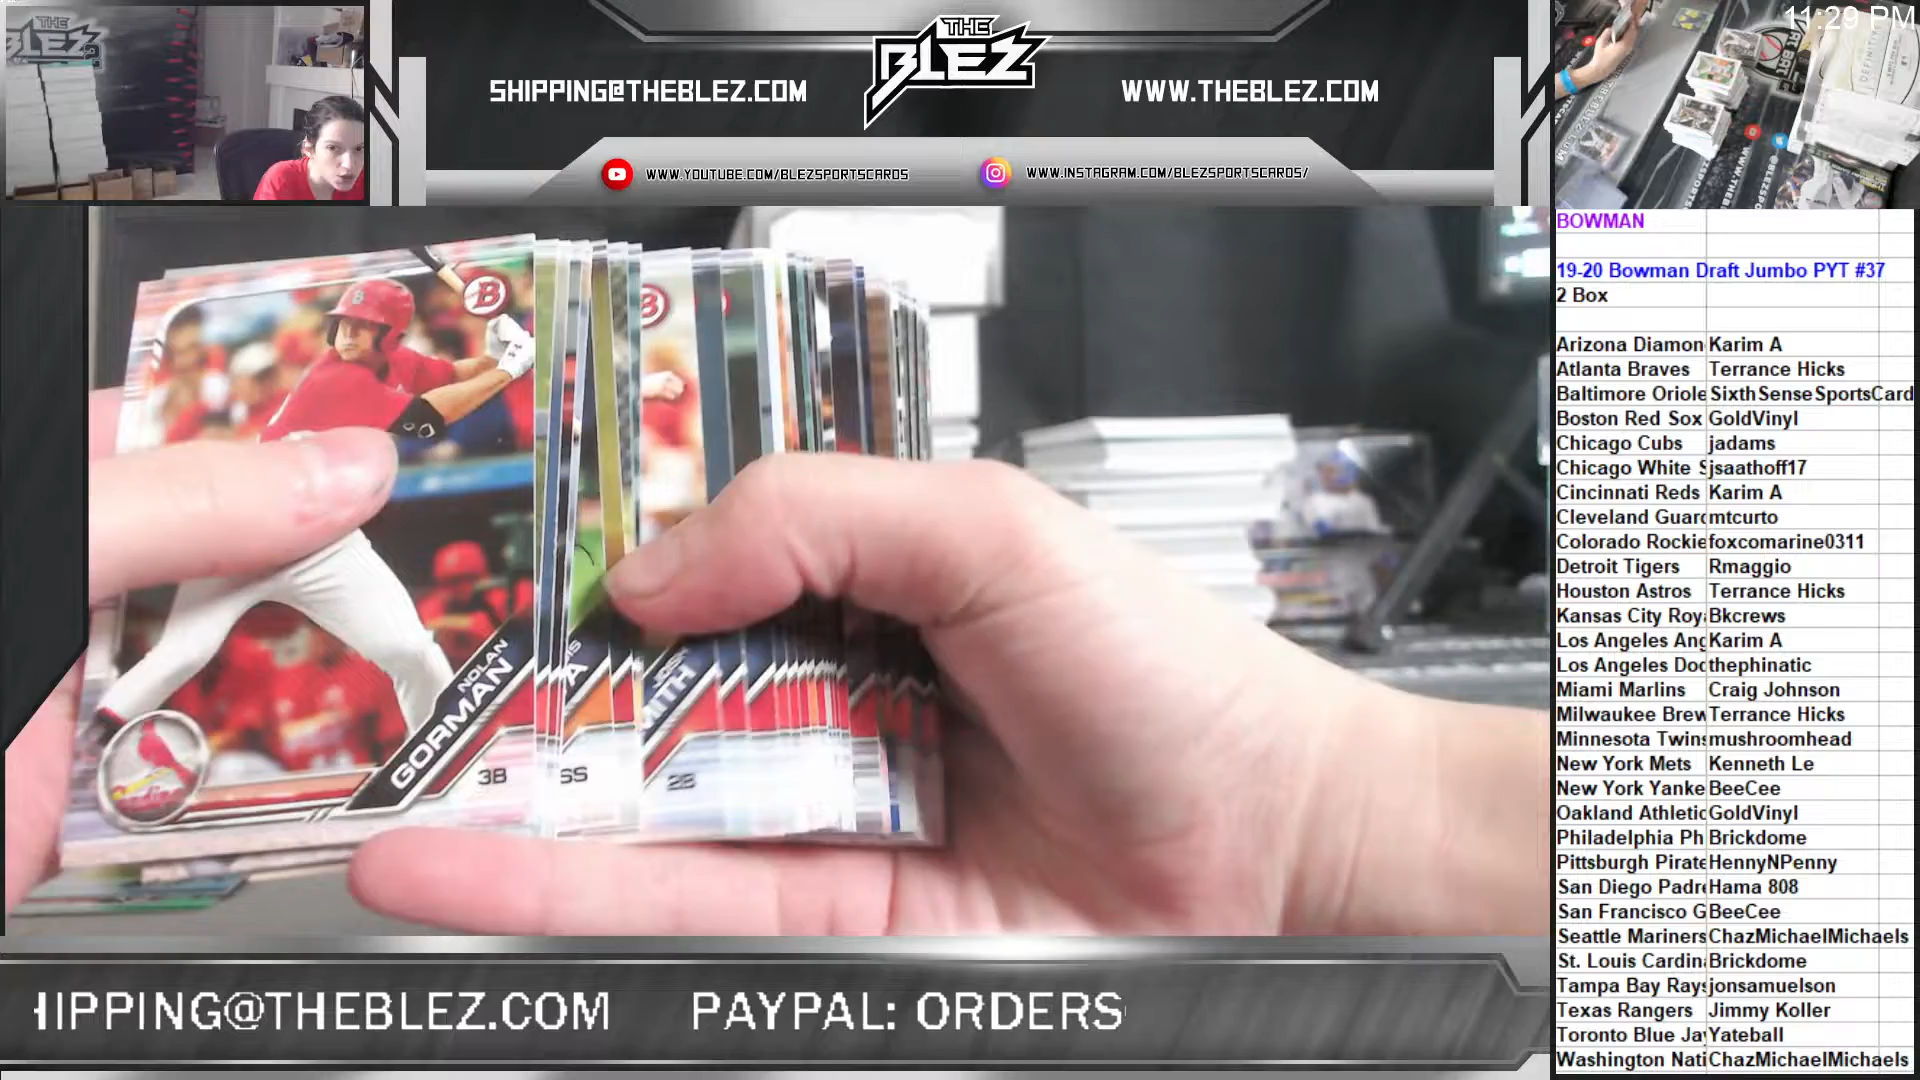 THE
BLEZ
SHIPPING@THEBLEZ.COM
WWW.THEBLEZ.COM
WWW.YOUTUBE.COM/BLEZSPORTSCARDS
WWW.INSTAGRAM.COM/BLEZSPORTSCARDS/
11:29 PM
BOWMAN
19-20 Bowman Draft Jumbo PYT #37
2 Box
Arizona Diamon Karim A
Atlanta Braves Terrance Hicks
Baltimore Oriole SixthSenseSportsCard
Boston Red Sox GoldVinyl
Chicago Cubs jadams
Chicago White S jsaathoff17
Cincinnati Reds Karim A
Cleveland Guard mtcurto
Colorado Rockie foxcomarine0311
Detroit Tigers Rmaggio
Houston Astros Terrance Hicks
Kansas City Roy Bkcrews
Los Angeles Ang Karim A
Los Angeles Dod thephinatic
Miami Marlins Craig Johnson
Milwaukee Brew Terrance Hicks
Minnesota Twins mushroomhead
New York Mets Kenneth Le
New York Yanke BeeCee
Oakland Athletic GoldVinyl
Philadelphia Ph Brickdome
Pittsburgh Pirate HennyNPenny
San Diego Padre Hama 808
San Francisco G BeeCee
Seattle Mariners ChazMichaelMichaels
St. Louis Cardina Brickdome
Tampa Bay Rays jonsamuelson
Texas Rangers Jimmy Koller
Toronto Blue Jay Yateball
Washington Nati ChazMichaelMichaels
B
NOLAN
GORMAN
3B
SS
JOSH
MITH
2B
HIPPING@THEBLEZ.COM PAYPAL: ORDERS